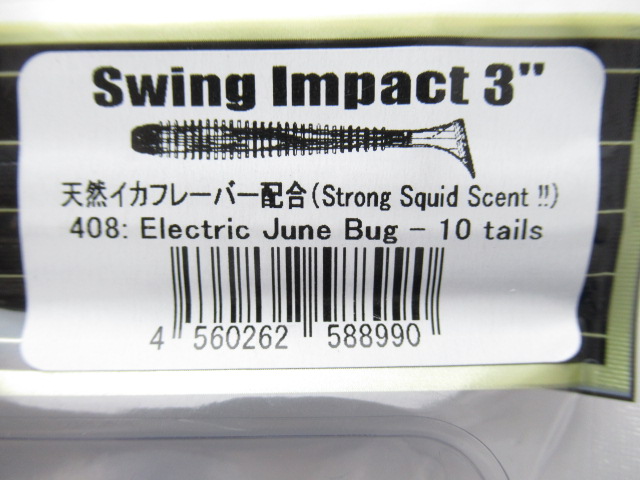 Swing Impact 3"
天然イカフレーバー配合(Strong Squid Scent !!)
408: Electric June Bug - 10 tails
4 560262 588990